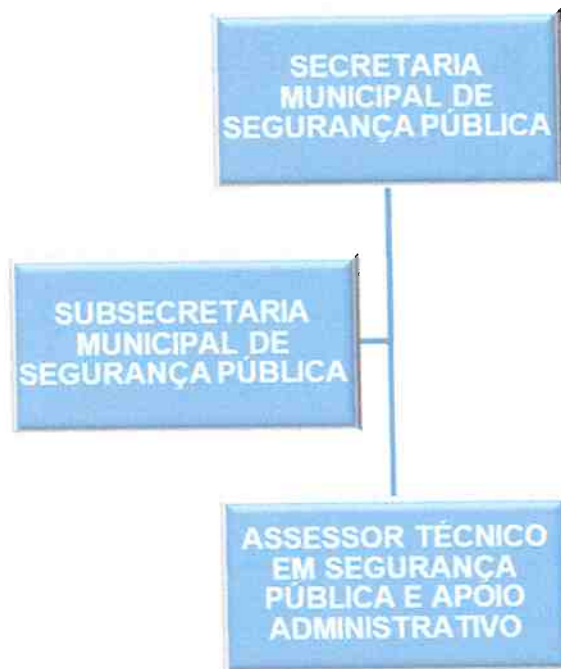 SECRETARIA
MUNICIPAL DE
SEGURANÇA PÚBLICA
SUBSECRETARIA
MUNICIPAL DE
SEGURANÇA PÚBLICA
ASSESSOR TÉCNICO
EM SEGURANÇA
PÚBLICA E APÓIO
ADMINISTRATIVO